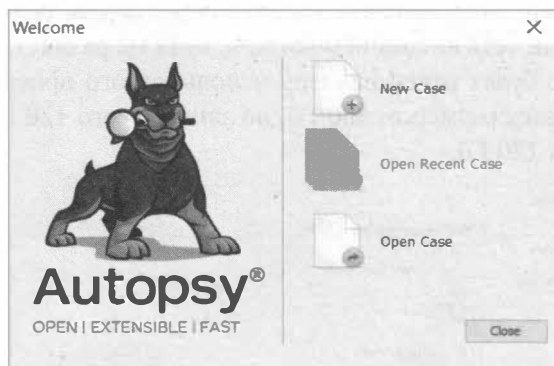 Welcome
New Case
Open Recent Case
Open Case
Autopsy®
OPEN | EXTENSIBLE | FAST
Close